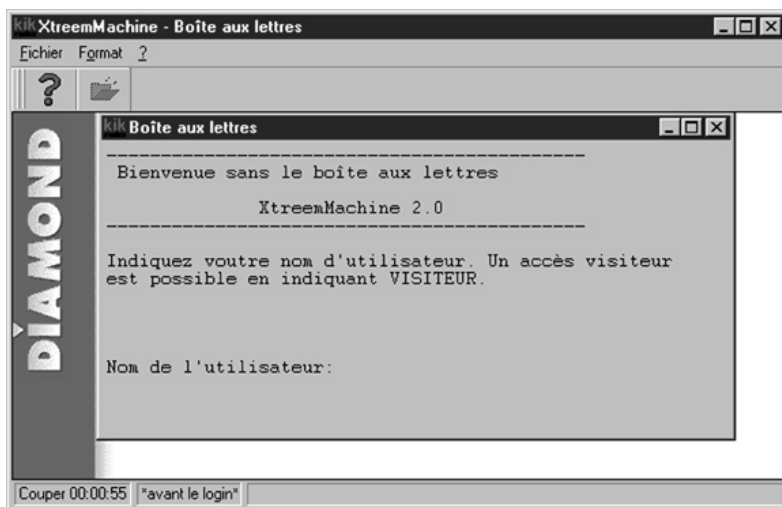 kik XtreemMachine - Boîte aux lettres
Fichier Format ?
DIAMOND
kik Boîte aux lettres
Bienvenue sans le boîte aux lettres
XtreemMachine 2.0
Indiquez voutre nom d'utilisateur. Un accès visiteur
est possible en indiquant VISITEUR.
Nom de l'utilisateur:
Couper 00:00:55 *avant le login*